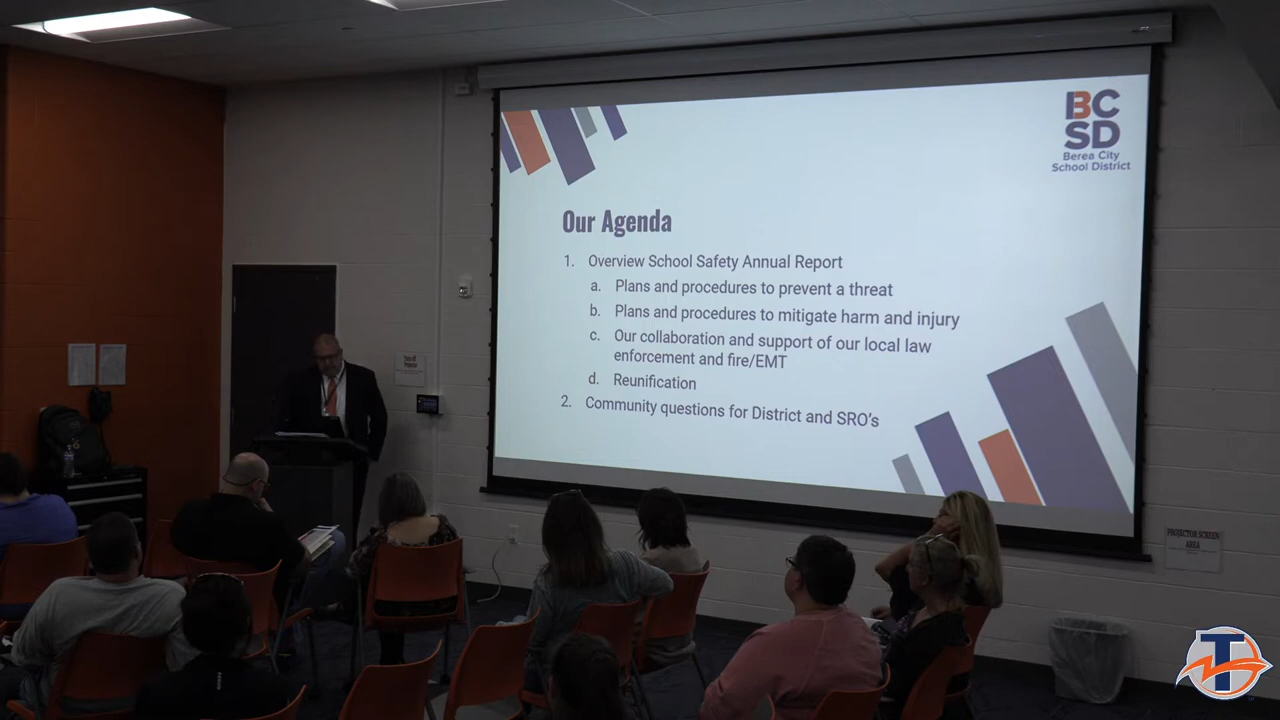 BC
SD
Berea City
School District
Our Agenda
1. Overview School Safety Annual Report
a. Plans and procedures to prevent a threat
b. Plans and procedures to mitigate harm and injury
c. Our collaboration and support of our local law
enforcement and fire/EMT
d. Reunification
2. Community questions for District and SRO's
PROJECTOR SCREEN
AREA
T